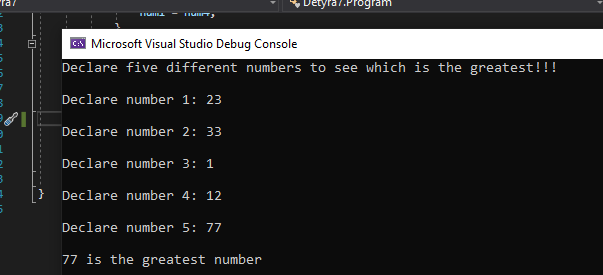 Detyra7.Program
num1 = num4;
}
Microsoft Visual Studio Debug Console
Declare five different numbers to see which is the greatest!!!
Declare number 1: 23
Declare number 2: 33
Declare number 3: 1
Declare number 4: 12
Declare number 5: 77
}
77 is the greatest number